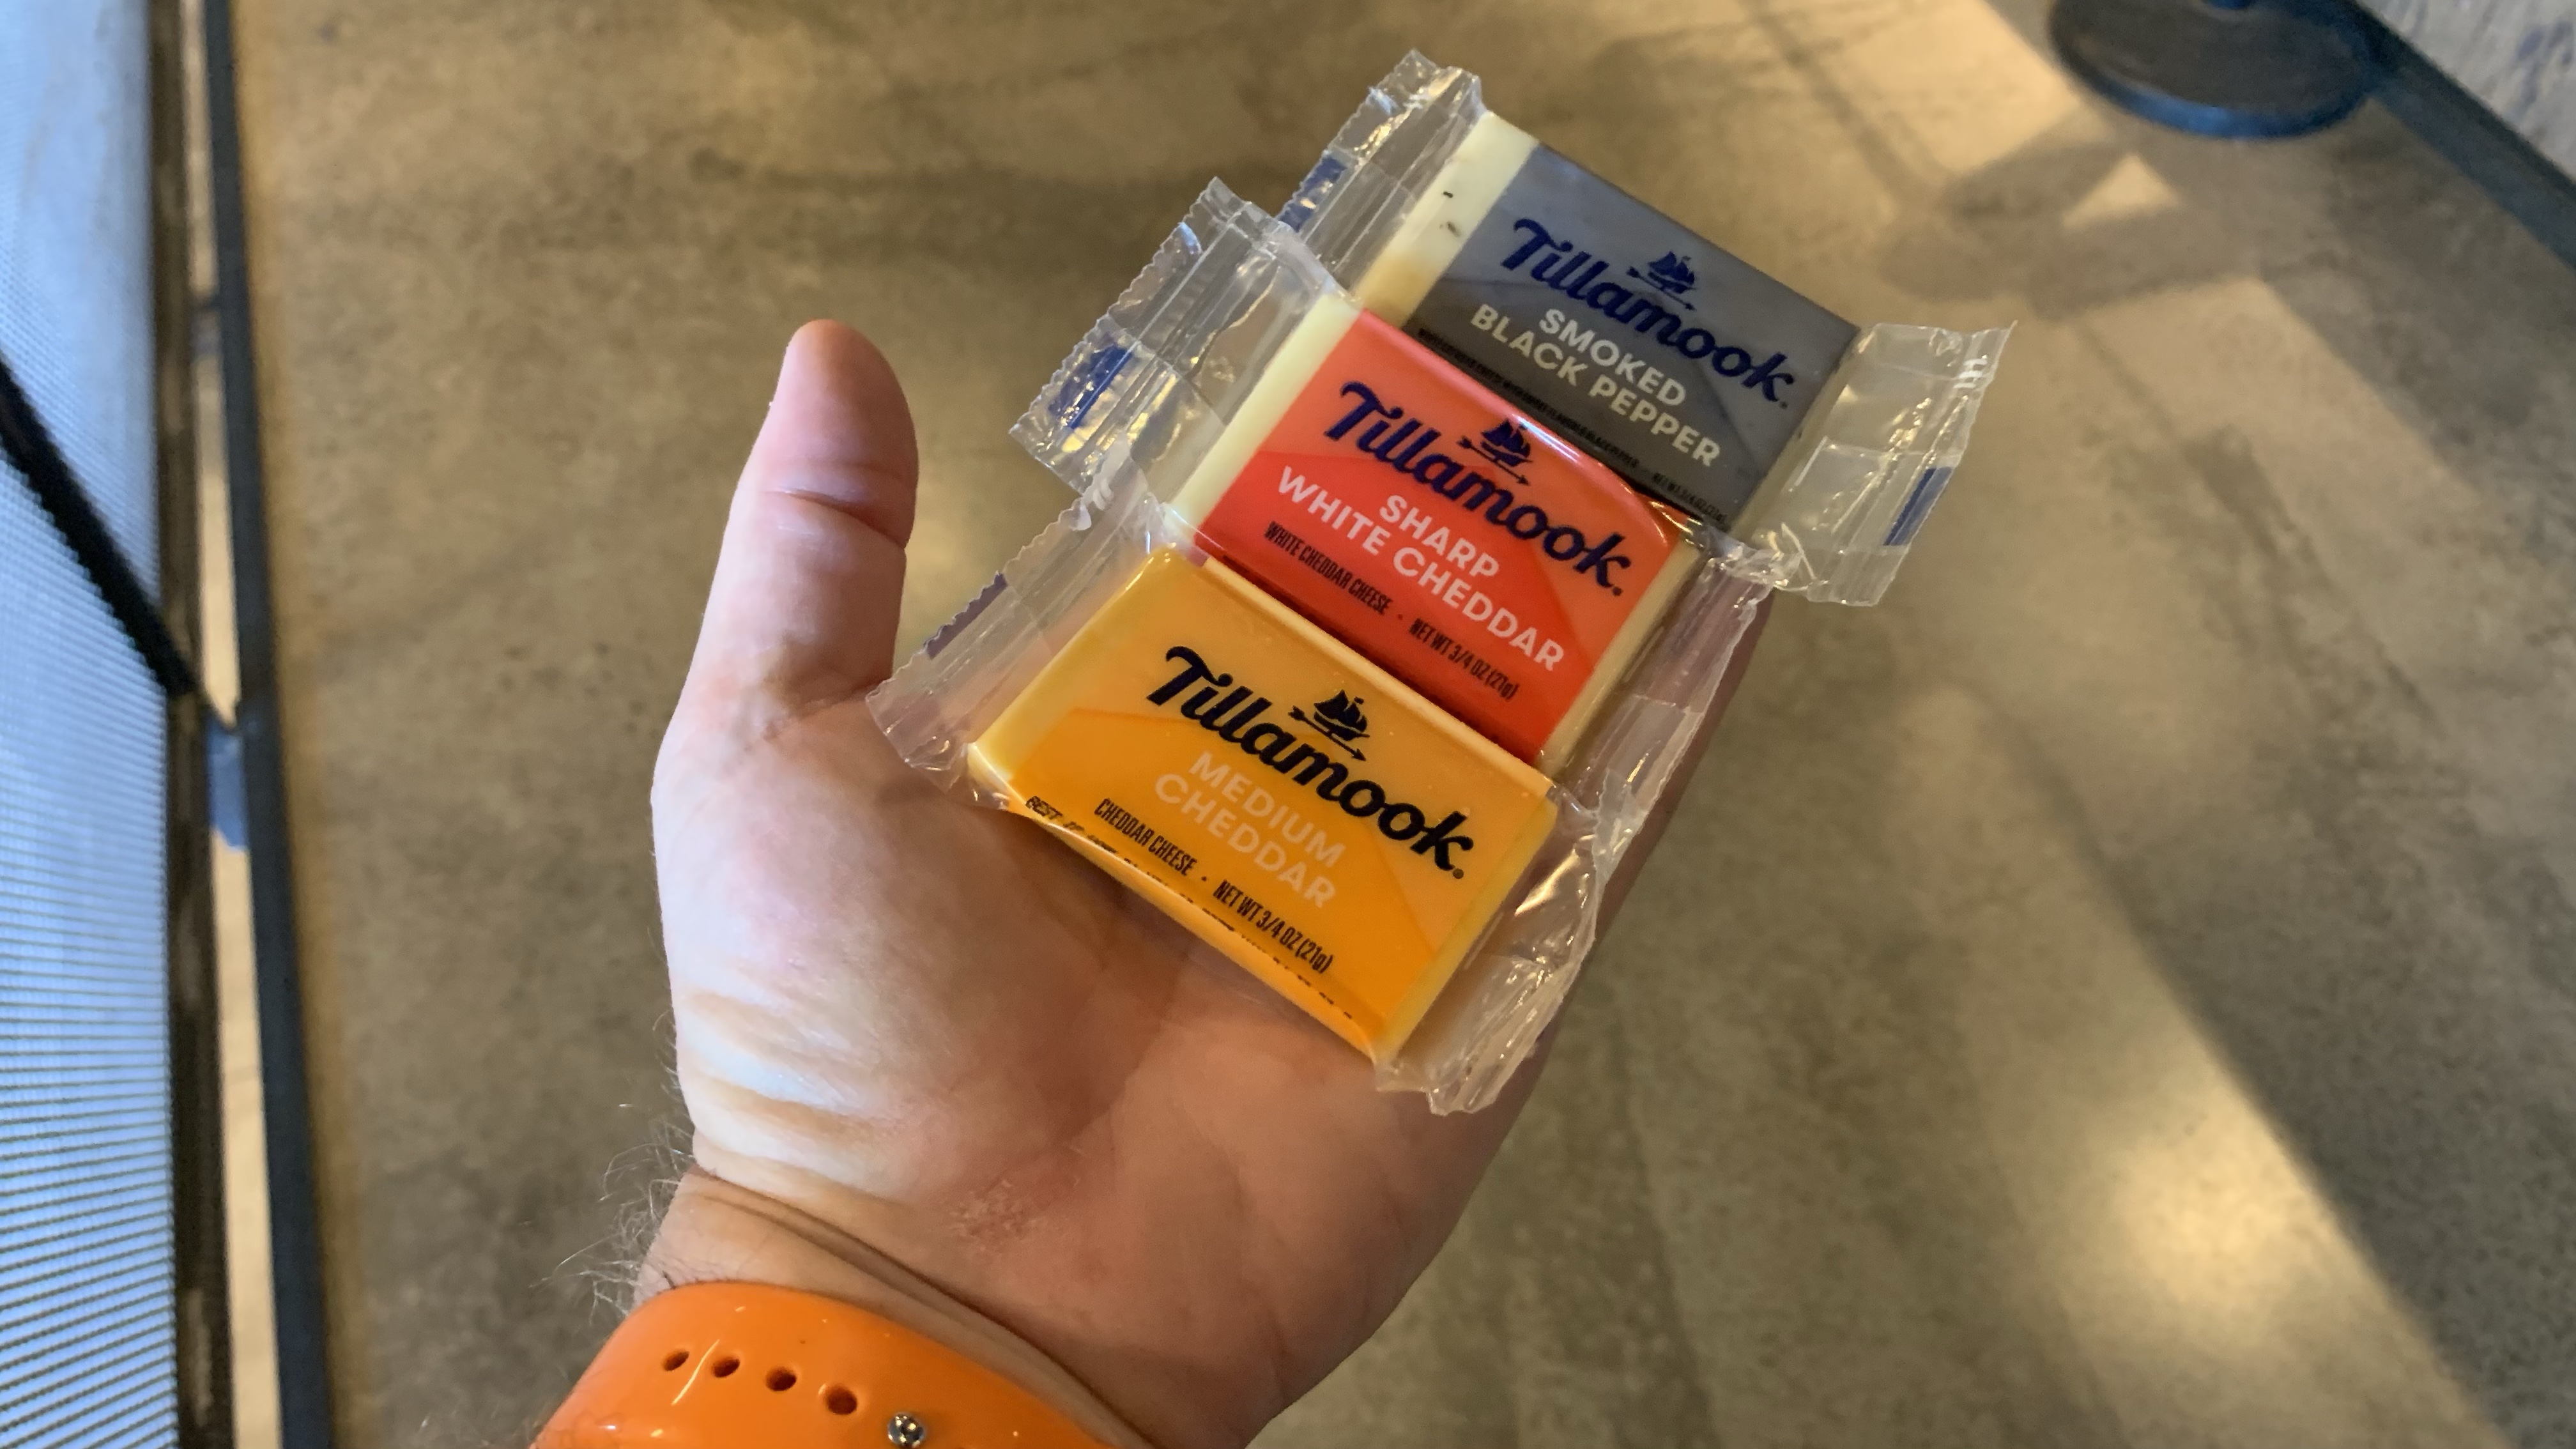 Tillamook
SMOKED
BLACK PEPPER
Tillamook
SHARP
WHITE CHEDDAR
WHITE CHEDDAR CHEESE · NET WT 3/4 OZ (21g)
Tillamook
MEDIUM
CHEDDAR
CHEDDAR CHEESE · NET WT 3/4 OZ (21g)
BEST